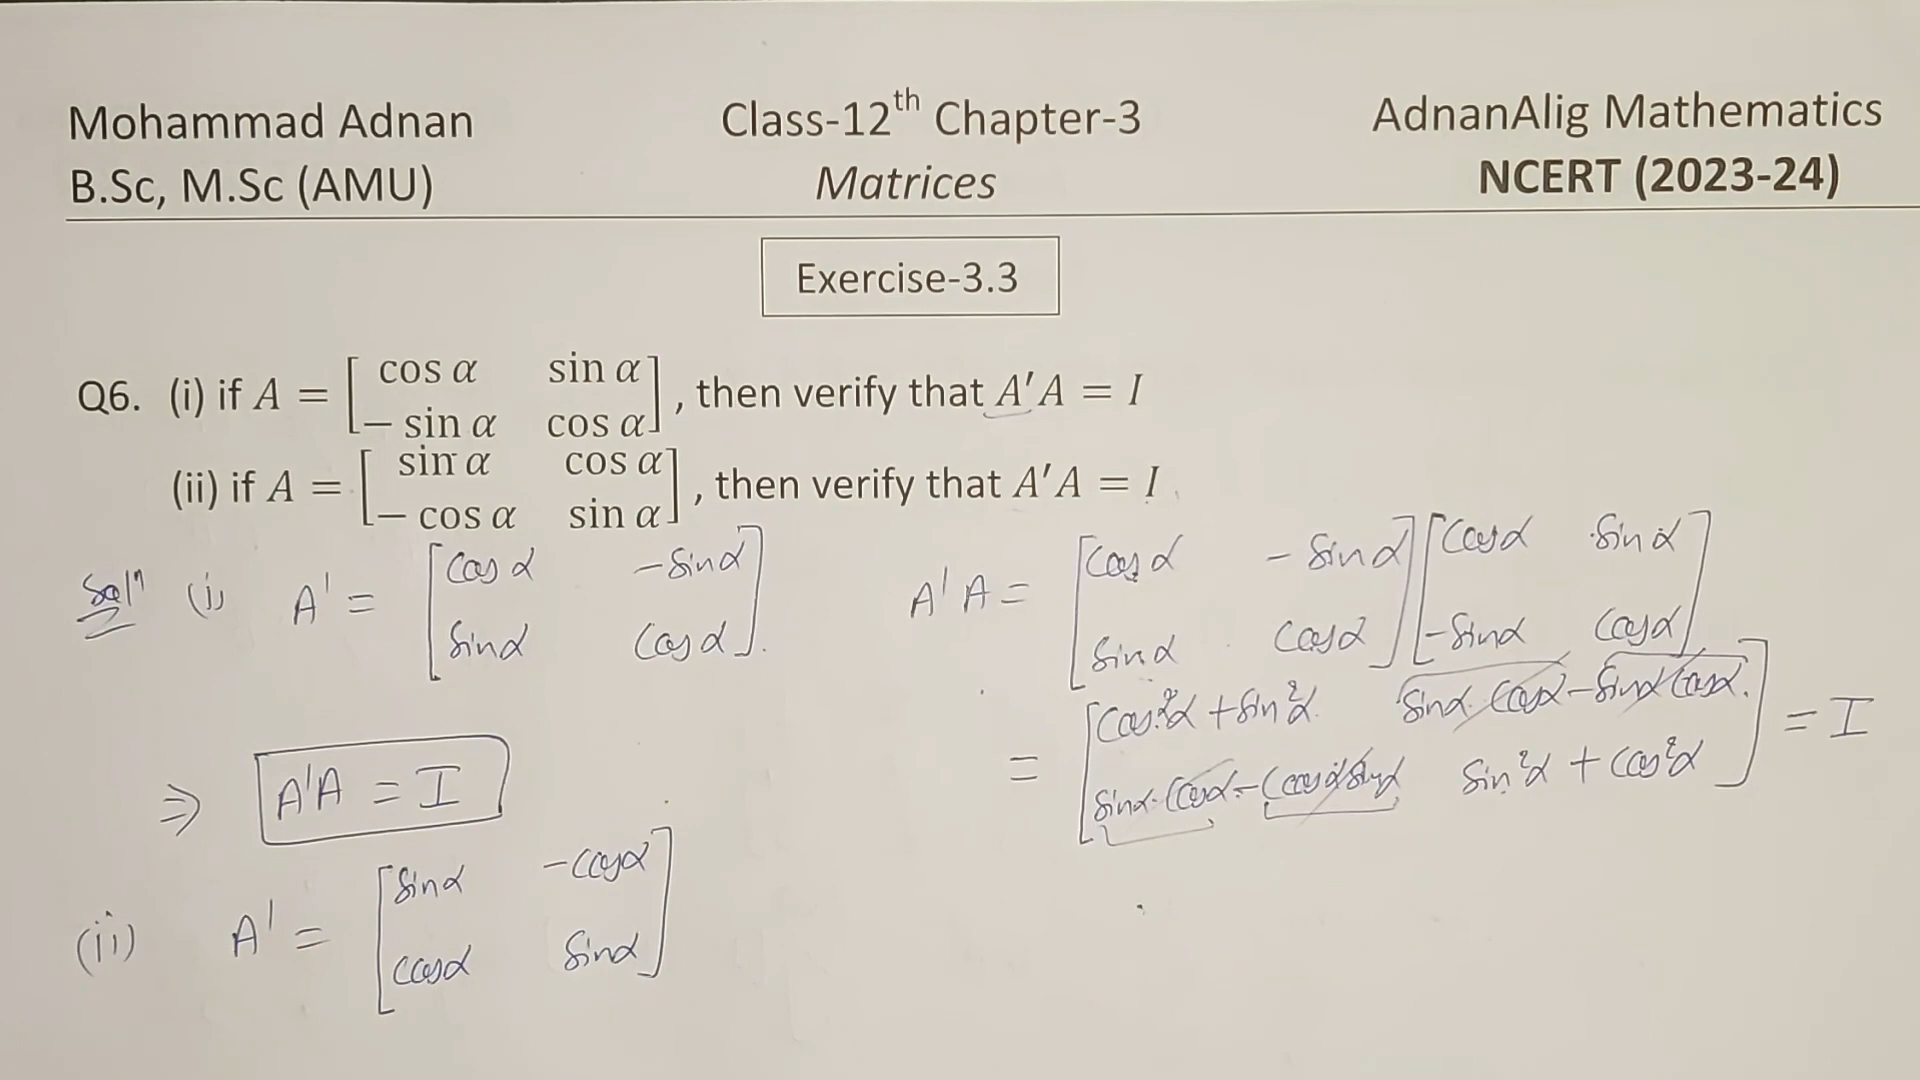 Mohammad Adnan Class-12th Chapter-3 AdnanAlig Mathematics
B.Sc, M.Sc (AMU) Matrices NCERT (2023-24)
Exercise-3.3
Q6. (i) if A = [cos α sin α
− sin α cos α], then verify that A′A = I
(ii) if A = [sin α cos α
− cos α sin α], then verify that A′A = I
Solⁿ (i) A' = [cos α −sin α
sin α cos α].
A' A = [cos α − sin α
sin α cos α] [cos α sin α
−sin α cos α]
= [cos²α + sin²α sin α. cos α − sin α cos α.
sin α. cos α − cos α sin α sin²α + cos²α] = I
⇒ A'A = I
(ii) A' = [sin α −cos α
cos α sin α]